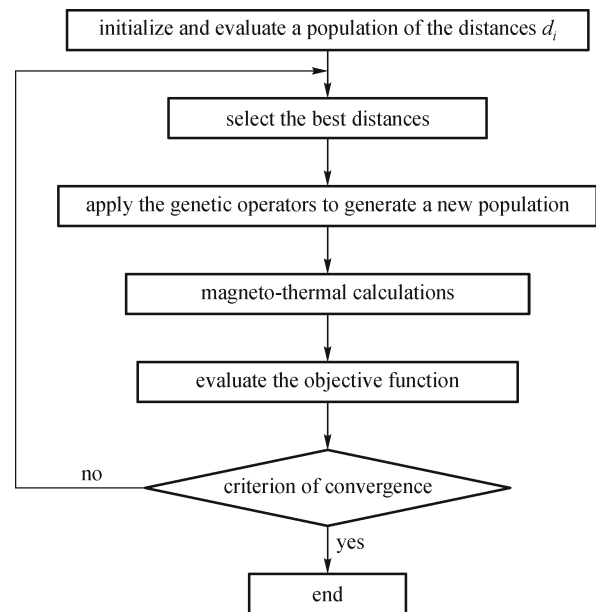 initialize and evaluate a population of the distances dᵢ
select the best distances
apply the genetic operators to generate a new population
magneto-thermal calculations
evaluate the objective function
criterion of convergence
no
yes
end